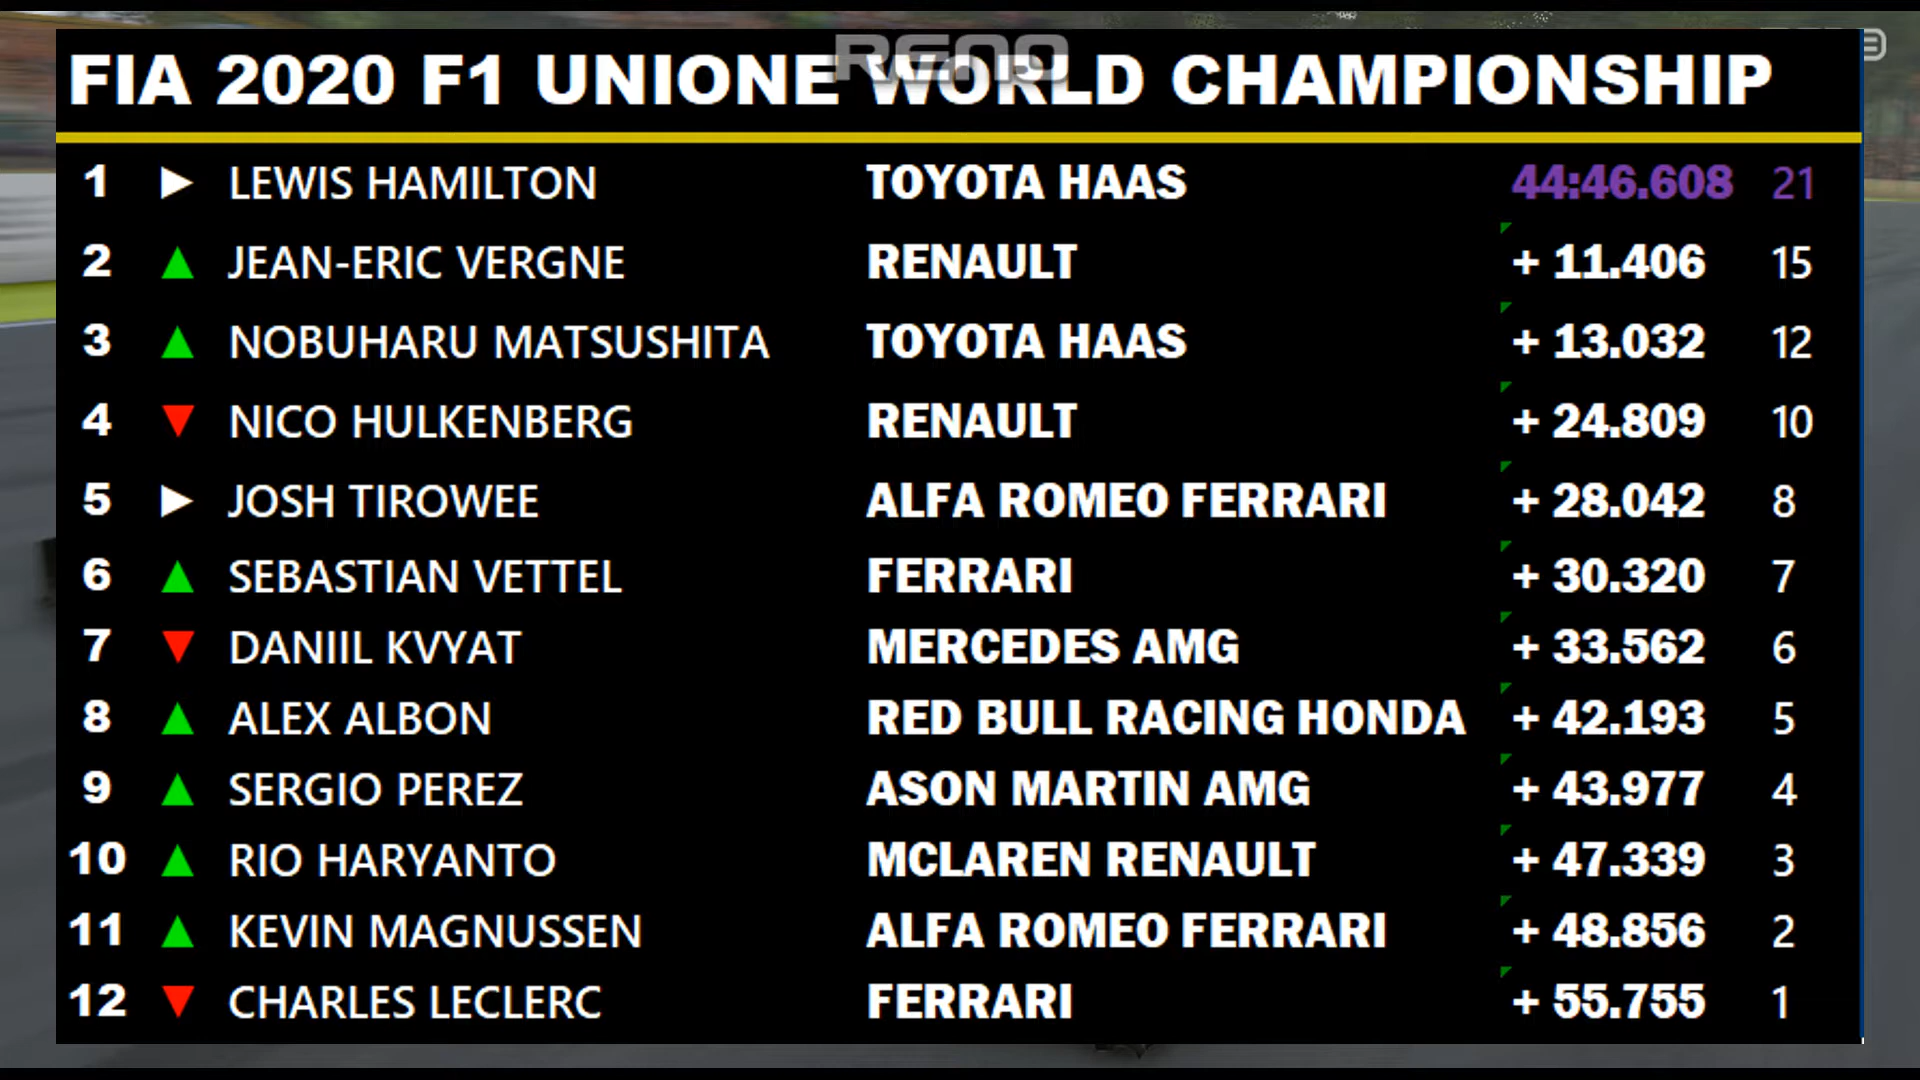 RENO
FIA 2020 F1 UNIONE WORLD CHAMPIONSHIP
1 ▶ LEWIS HAMILTON TOYOTA HAAS 44:46.608 21
2 ▲ JEAN-ERIC VERGNE RENAULT + 11.406 15
3 ▲ NOBUHARU MATSUSHITA TOYOTA HAAS + 13.032 12
4 ▼ NICO HULKENBERG RENAULT + 24.809 10
5 ▶ JOSH TIROWEE ALFA ROMEO FERRARI + 28.042 8
6 ▲ SEBASTIAN VETTEL FERRARI + 30.320 7
7 ▼ DANIIL KVYAT MERCEDES AMG + 33.562 6
8 ▲ ALEX ALBON RED BULL RACING HONDA + 42.193 5
9 ▲ SERGIO PEREZ ASON MARTIN AMG + 43.977 4
10 ▲ RIO HARYANTO MCLAREN RENAULT + 47.339 3
11 ▲ KEVIN MAGNUSSEN ALFA ROMEO FERRARI + 48.856 2
12 ▼ CHARLES LECLERC FERRARI + 55.755 1